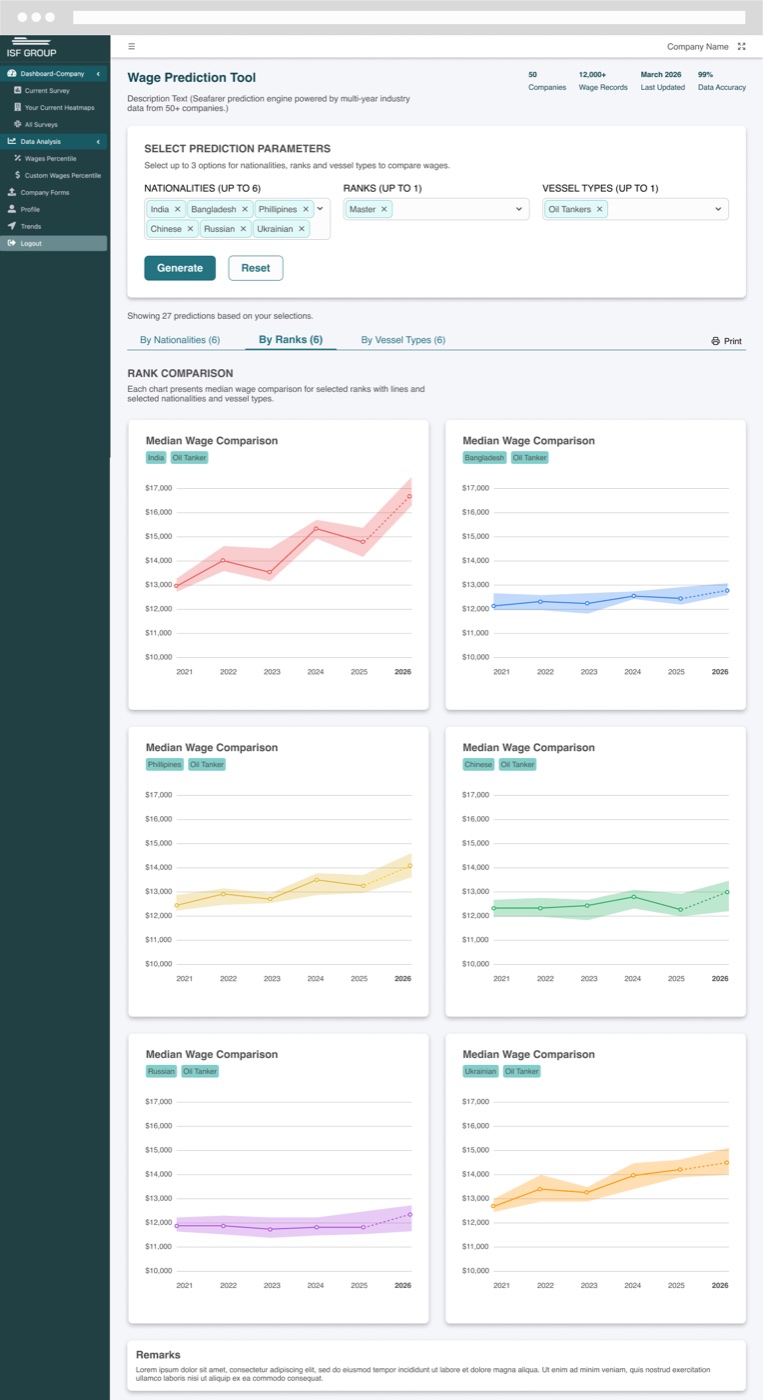 ISF GROUP
Dashboard-Company
Current Survey
Your Current Heatmaps
All Surveys
Data Analysis
Wages Percentile
Custom Wages Percentile
Company Forms
Profile
Trends
Logout
Company Name
Wage Prediction Tool
Description Text (Seafarer prediction engine powered by multi-year industry
data from 50+ companies.)
50 12,000+ March 2026 99%
Companies Wage Records Last Updated Data Accuracy
SELECT PREDICTION PARAMETERS
Select up to 3 options for nationalities, ranks and vessel types to compare wages.
NATIONALITIES (UP TO 6) RANKS (UP TO 1) VESSEL TYPES (UP TO 1)
India Bangladesh Phillipines Master Oil Tankers
Chinese Russian Ukrainian
Generate Reset
Showing 27 predictions based on your selections.
By Nationalities (6) By Ranks (6) By Vessel Types (6) Print
RANK COMPARISON
Each chart presents median wage comparison for selected ranks with lines and
selected nationalities and vessel types.
Median Wage Comparison
India Oil Tanker
$17,000
$16,000
$15,000
$14,000
$13,000
$12,000
$11,000
$10,000
2021 2022 2023 2024 2025 2026
Median Wage Comparison
Bangladesh Oil Tanker
$17,000
$16,000
$15,000
$14,000
$13,000
$12,000
$11,000
$10,000
2021 2022 2023 2024 2025 2026
Median Wage Comparison
Phillipines Oil Tanker
$17,000
$16,000
$15,000
$14,000
$13,000
$12,000
$11,000
$10,000
2021 2022 2023 2024 2025 2026
Median Wage Comparison
Chinese Oil Tanker
$17,000
$16,000
$15,000
$14,000
$13,000
$12,000
$11,000
$10,000
2021 2022 2023 2024 2025 2026
Median Wage Comparison
Russian Oil Tanker
$17,000
$16,000
$15,000
$14,000
$13,000
$12,000
$11,000
$10,000
2021 2022 2023 2024 2025 2026
Median Wage Comparison
Ukrainian Oil Tanker
$17,000
$16,000
$15,000
$14,000
$13,000
$12,000
$11,000
$10,000
2021 2022 2023 2024 2025 2026
Remarks
Lorem ipsum dolor sit amet, consectetur adipiscing elit, sed do eiusmod tempor incididunt ut labore et dolore magna aliqua. Ut enim ad minim veniam, quis nostrud exercitation
ullamco laboris nisi ut aliquip ex ea commodo consequat.